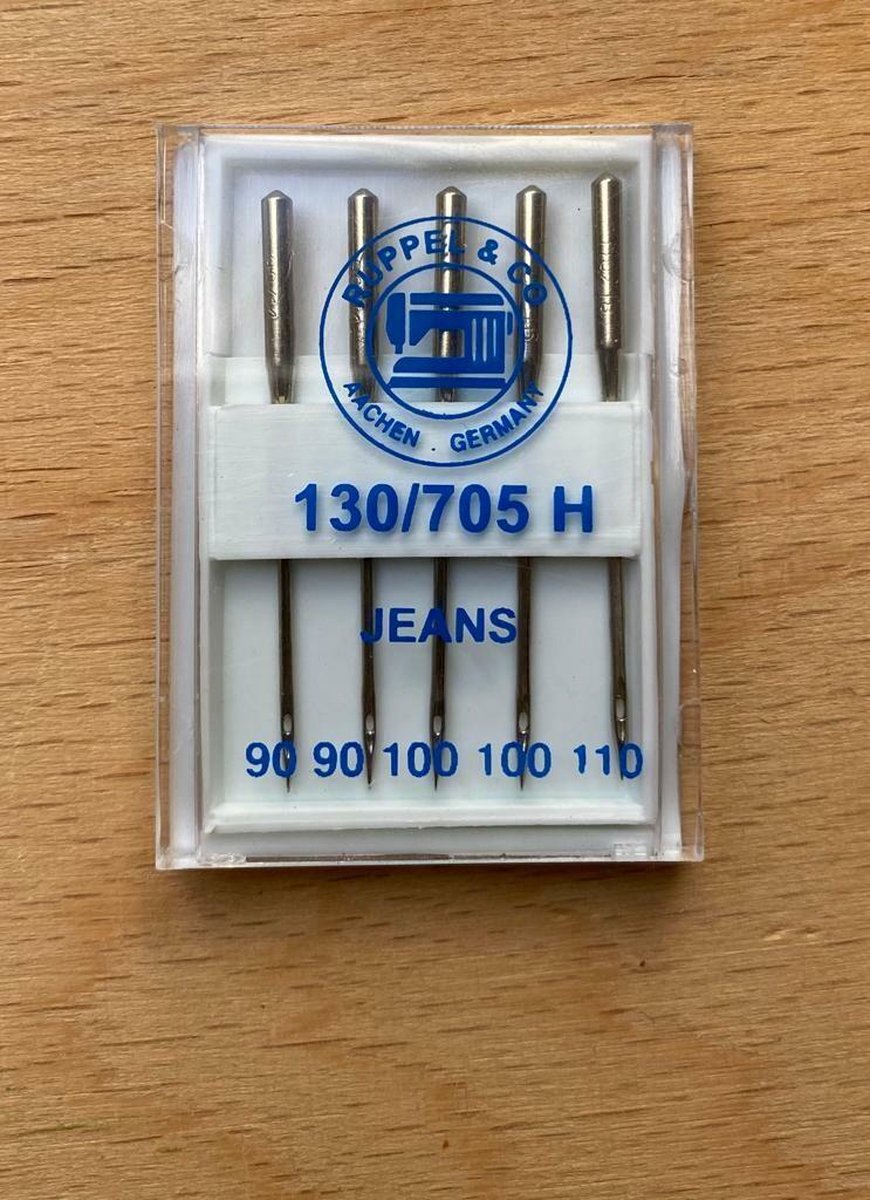 RUPPEL & CO
AACHEN . GERMANY
130/705 H
JEANS
90 90 100 100 110